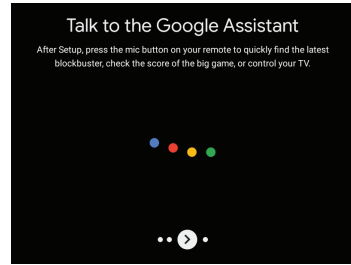 Talk to the Google Assistant
After Setup, press the mic button on your remote to quickly find the latest
blockbuster, check the score of the big game, or control your TV.